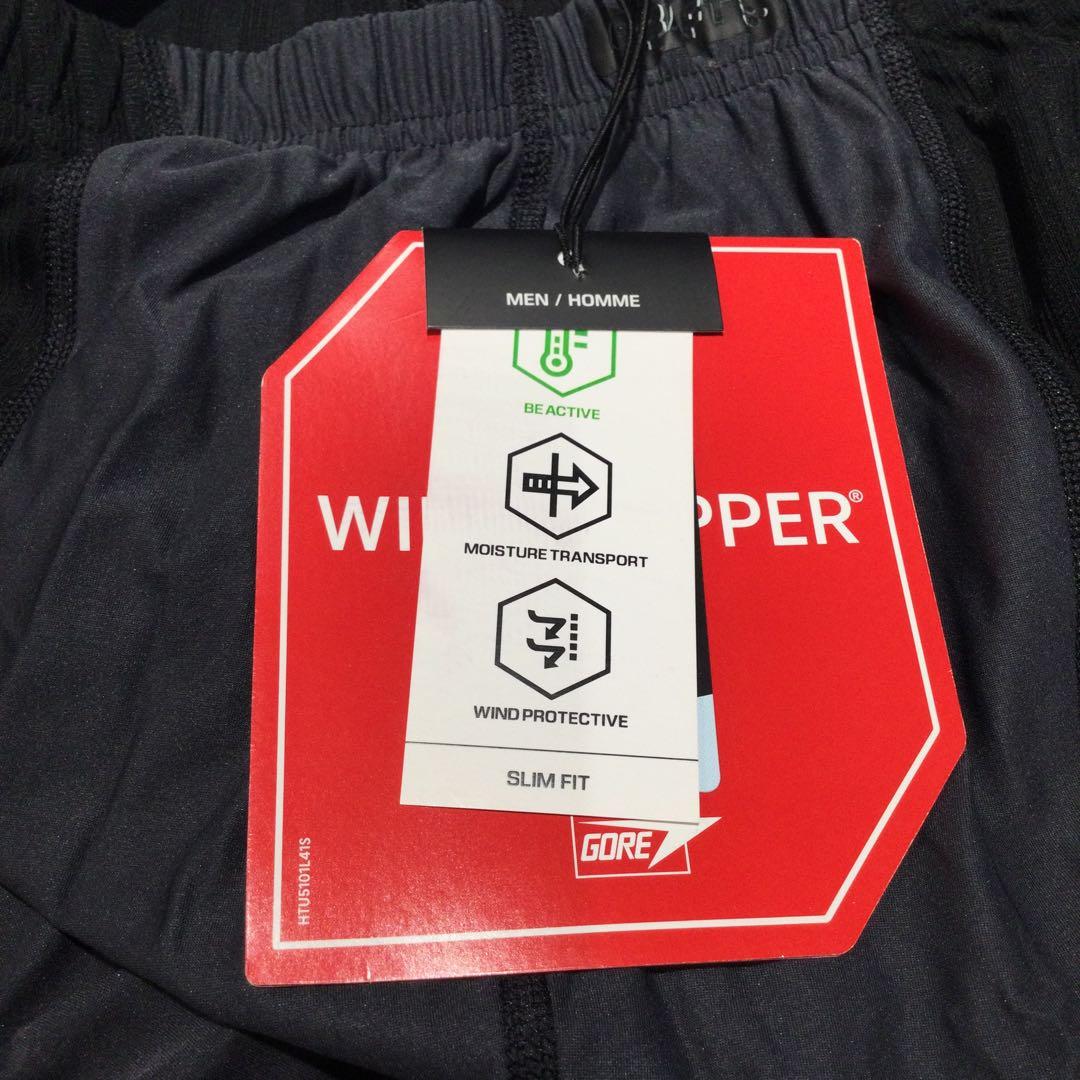 MEN / HOMME
BE ACTIVE
MOISTURE TRANSPORT
WI PPER®
WIND PROTECTIVE
SLIM FIT
GORE
HTU5101L41S